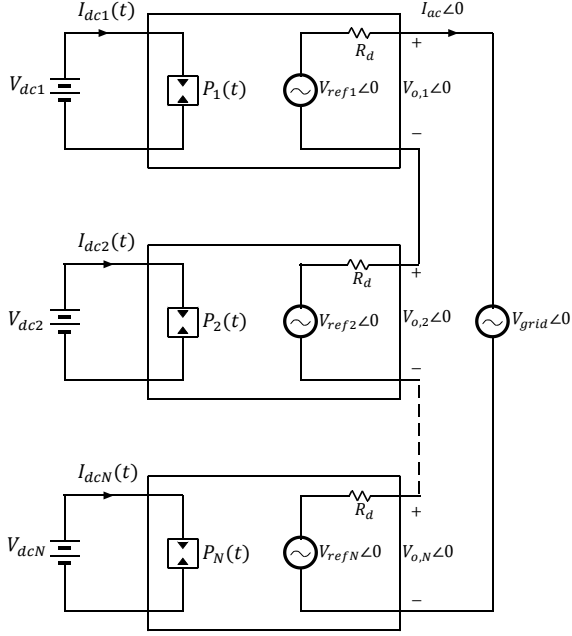 I_dc1(t)
I_ac∠0
R_d
+
V_dc1
P_1(t)
V_ref1∠0
V_o,1∠0
−
I_dc2(t)
R_d
+
V_dc2
P_2(t)
V_ref2∠0
V_o,2∠0
V_grid∠0
−
I_dcN(t)
R_d
+
V_dcN
P_N(t)
V_refN∠0
V_o,N∠0
−